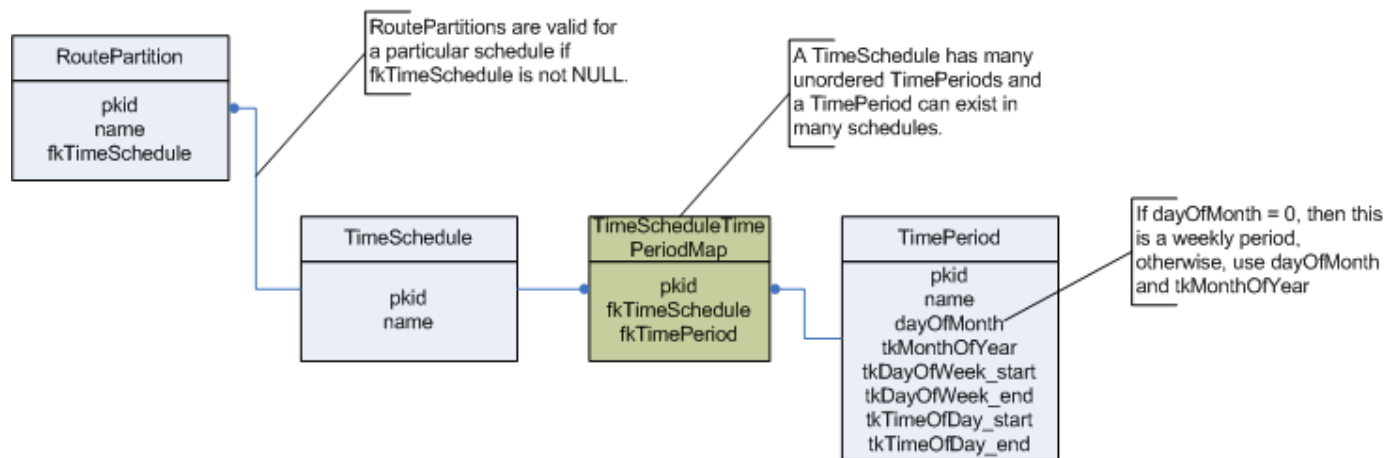 RoutePartition
pkid
name
fkTimeSchedule
RoutePartitions are valid for
a particular schedule if
fkTimeSchedule is not NULL.
A TimeSchedule has many
unordered TimePeriods and
a TimePeriod can exist in
many schedules.
TimeSchedule
pkid
name
TimeScheduleTime
PeriodMap
pkid
fkTimeSchedule
fkTimePeriod
TimePeriod
pkid
name
dayOfMonth
tkMonthOfYear
tkDayOfWeek_start
tkDayOfWeek_end
tkTimeOfDay_start
tkTimeOfDay_end
If dayOfMonth = 0, then this
is a weekly period,
otherwise, use dayOfMonth
and tkMonthOfYear